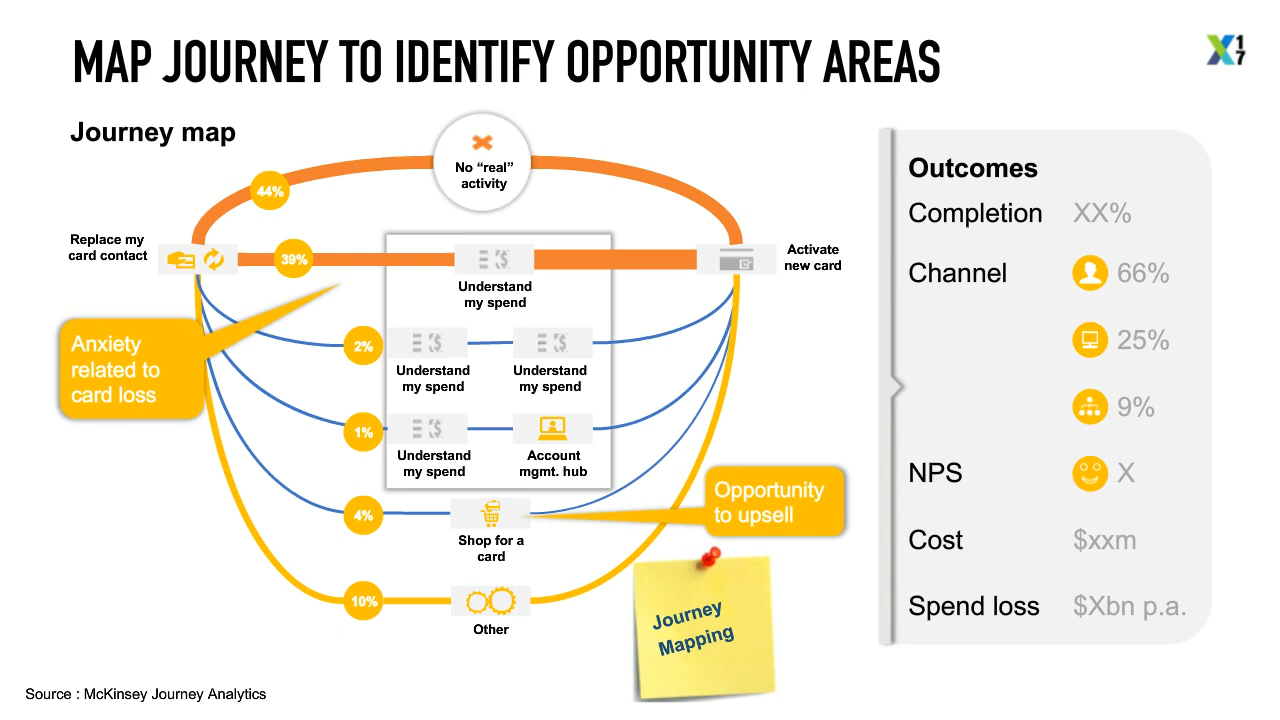 MAP JOURNEY TO IDENTIFY OPPORTUNITY AREAS
X17
Journey map
No “real”
activity
44%
Replace my
card contact
39%
Understand
my spend
Activate
new card
Anxiety
related to
card loss
2%
Understand
my spend
Understand
my spend
1%
Understand
my spend
Account
mgmt. hub
4%
Shop for a
card
Opportunity
to upsell
10%
Other
Journey
Mapping
Outcomes
Completion XX%
Channel 66%
25%
9%
NPS X
Cost $xxm
Spend loss $Xbn p.a.
Source : McKinsey Journey Analytics